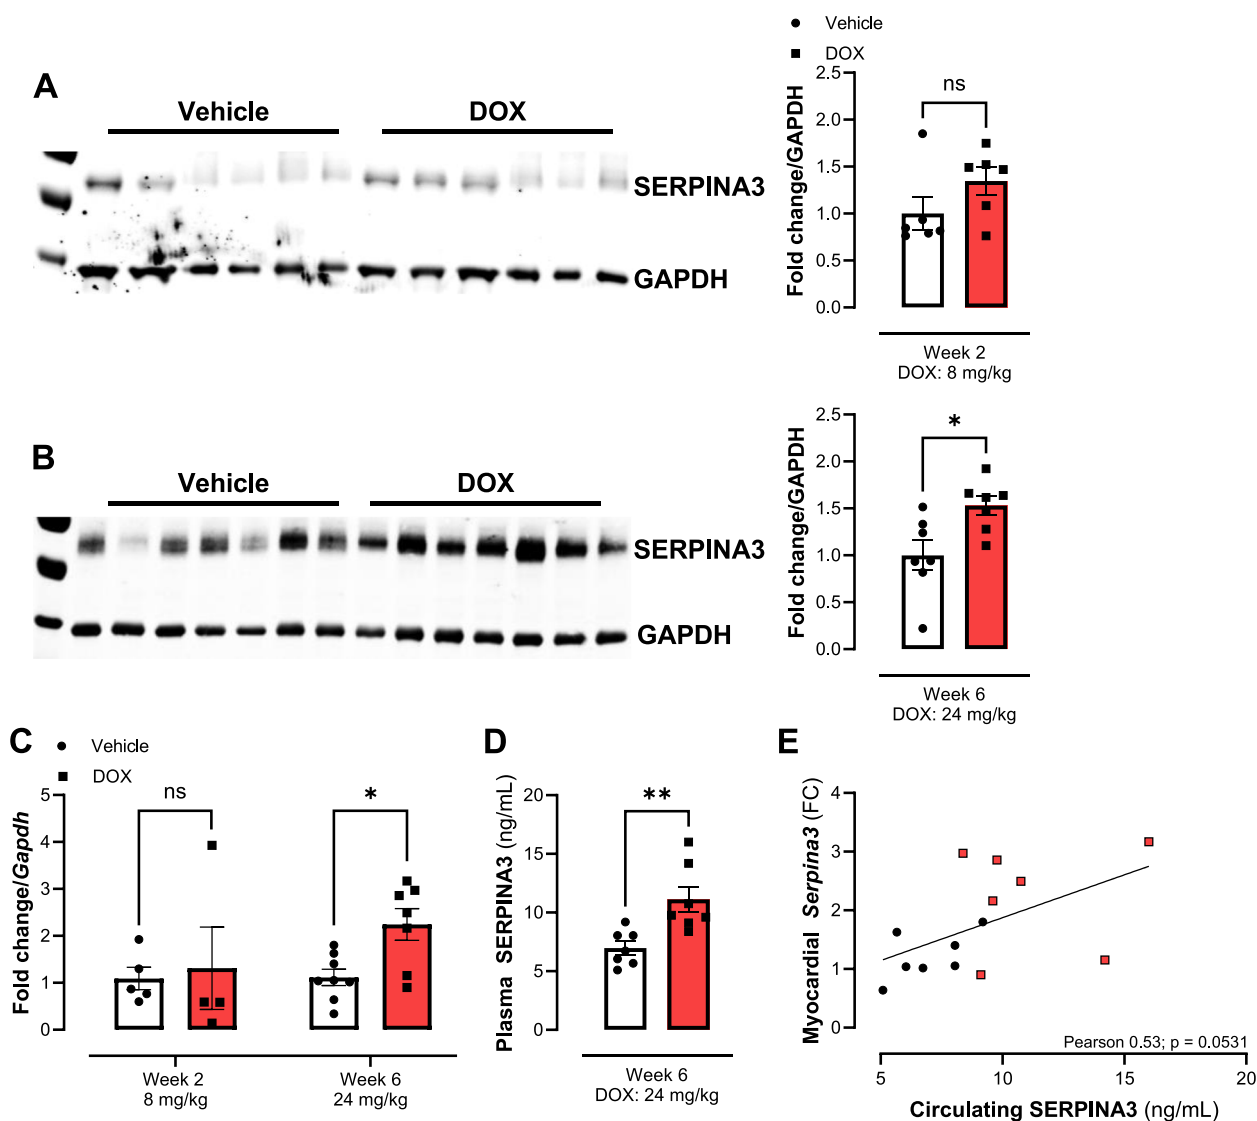 Vehicle
DOX
A
Vehicle
DOX
SERPINA3
GAPDH
Fold change/GAPDH
2.5
2.0
1.5
1.0
0.5
0.0
ns
Week 2
DOX: 8 mg/kg
B
Vehicle
DOX
SERPINA3
GAPDH
Fold change/GAPDH
2.5
2.0
1.5
1.0
0.5
0.0
*
Week 6
DOX: 24 mg/kg
C
Vehicle
DOX
Fold change/Gapdh
5
4
3
2
1
0
ns
*
Week 2
8 mg/kg
Week 6
24 mg/kg
D
Plasma SERPINA3 (ng/mL)
20
15
10
5
0
**
Week 6
DOX: 24 mg/kg
E
Myocardial Serpina3 (FC)
4
3
2
1
0
Pearson 0.53; p = 0.0531
5 10 15 20
Circulating SERPINA3 (ng/mL)